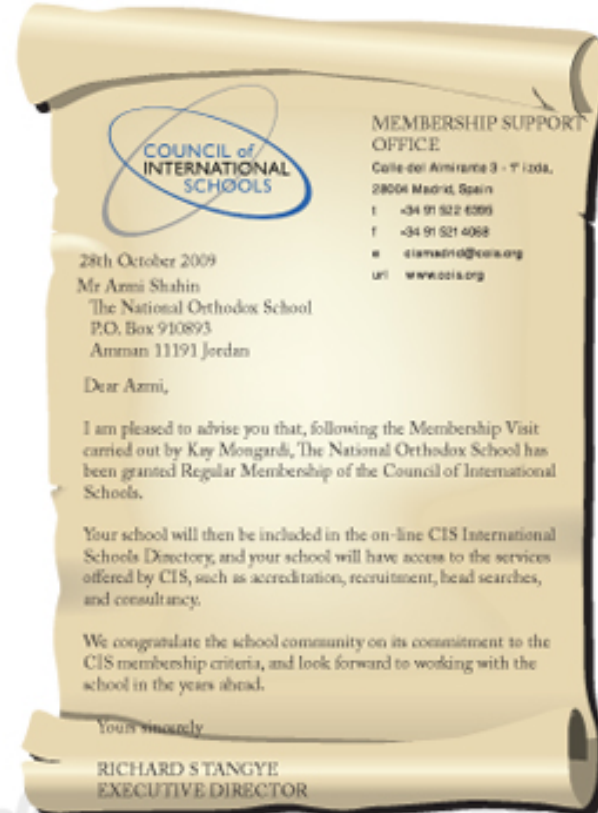 COUNCIL of
INTERNATIONAL
SCHOOLS
MEMBERSHIP SUPPORT
OFFICE
Calle del Almirante 3 - 1º izda,
28004 Madrid, Spain
t +34 91 522 6395
f +34 91 521 4068
e cismadrid@cois.org
url www.cois.org
28th October 2009
Mr Azmi Shahin
The National Orthodox School
P.O. Box 910893
Amman 11191 Jordan
Dear Azmi,
I am pleased to advise you that, following the Membership Visit
carried out by Kay Mongardi, The National Orthodox School has
been granted Regular Membership of the Council of International
Schools.
Your school will then be included in the on-line CIS International
Schools Directory, and your school will have access to the services
offered by CIS, such as accreditation, recruitment, head searches,
and consultancy.
We congratulate the school community on its commitment to the
CIS membership criteria, and look forward to working with the
school in the years ahead.
Yours sincerely
RICHARD S TANGYE
EXECUTIVE DIRECTOR